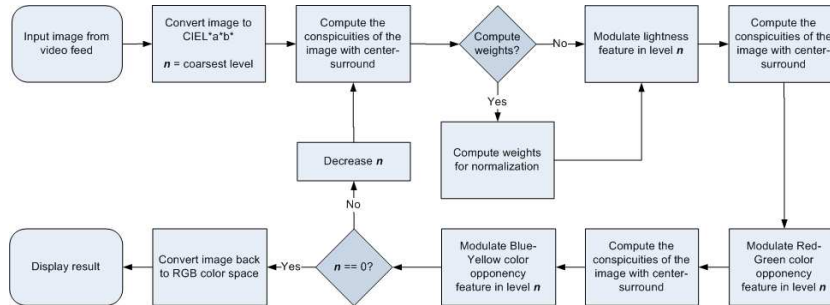 Input image from
video feed
Convert image to
CIEL*a*b*
n = coarsest level
Compute the
conspicuities of the
image with center-
surround
Compute
weights?
No
Modulate lightness
feature in level n
Compute the
conspicuities of the
image with center-
surround
Yes
Compute weights
for normalization
Decrease n
No
Display result
Convert image back
to RGB color space
Yes
n == 0?
Modulate Blue-
Yellow color
opponency
feature in level n
Compute the
conspicuities of the
image with center-
surround
Modulate Red-
Green color
opponency
feature in level n